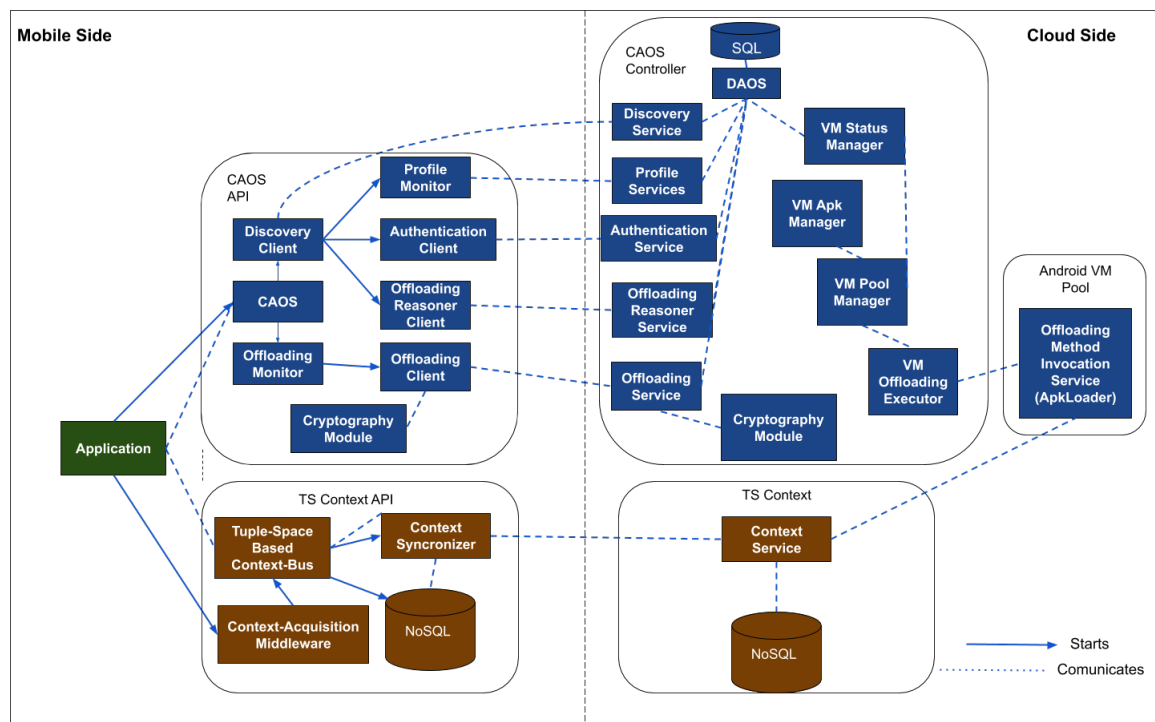 Mobile Side
Cloud Side
CAOS
Controller
SQL
DAOS
Discovery
Service
VM Status
Manager
Profile
Services
VM Apk
Manager
Authentication
Service
VM Pool
Manager
Offloading
Reasoner
Service
VM
Offloading
Executor
Offloading
Service
Cryptography
Module
Android VM
Pool
Offloading
Method
Invocation
Service
(ApkLoader)
CAOS
API
Profile
Monitor
Discovery
Client
Authentication
Client
CAOS
Offloading
Reasoner
Client
Offloading
Monitor
Offloading
Client
Cryptography
Module
Application
TS Context API
Tuple-Space
Based
Context-Bus
Context
Syncronizer
Context-Acquisition
Middleware
NoSQL
TS Context
Context
Service
NoSQL
Starts
Comunicates